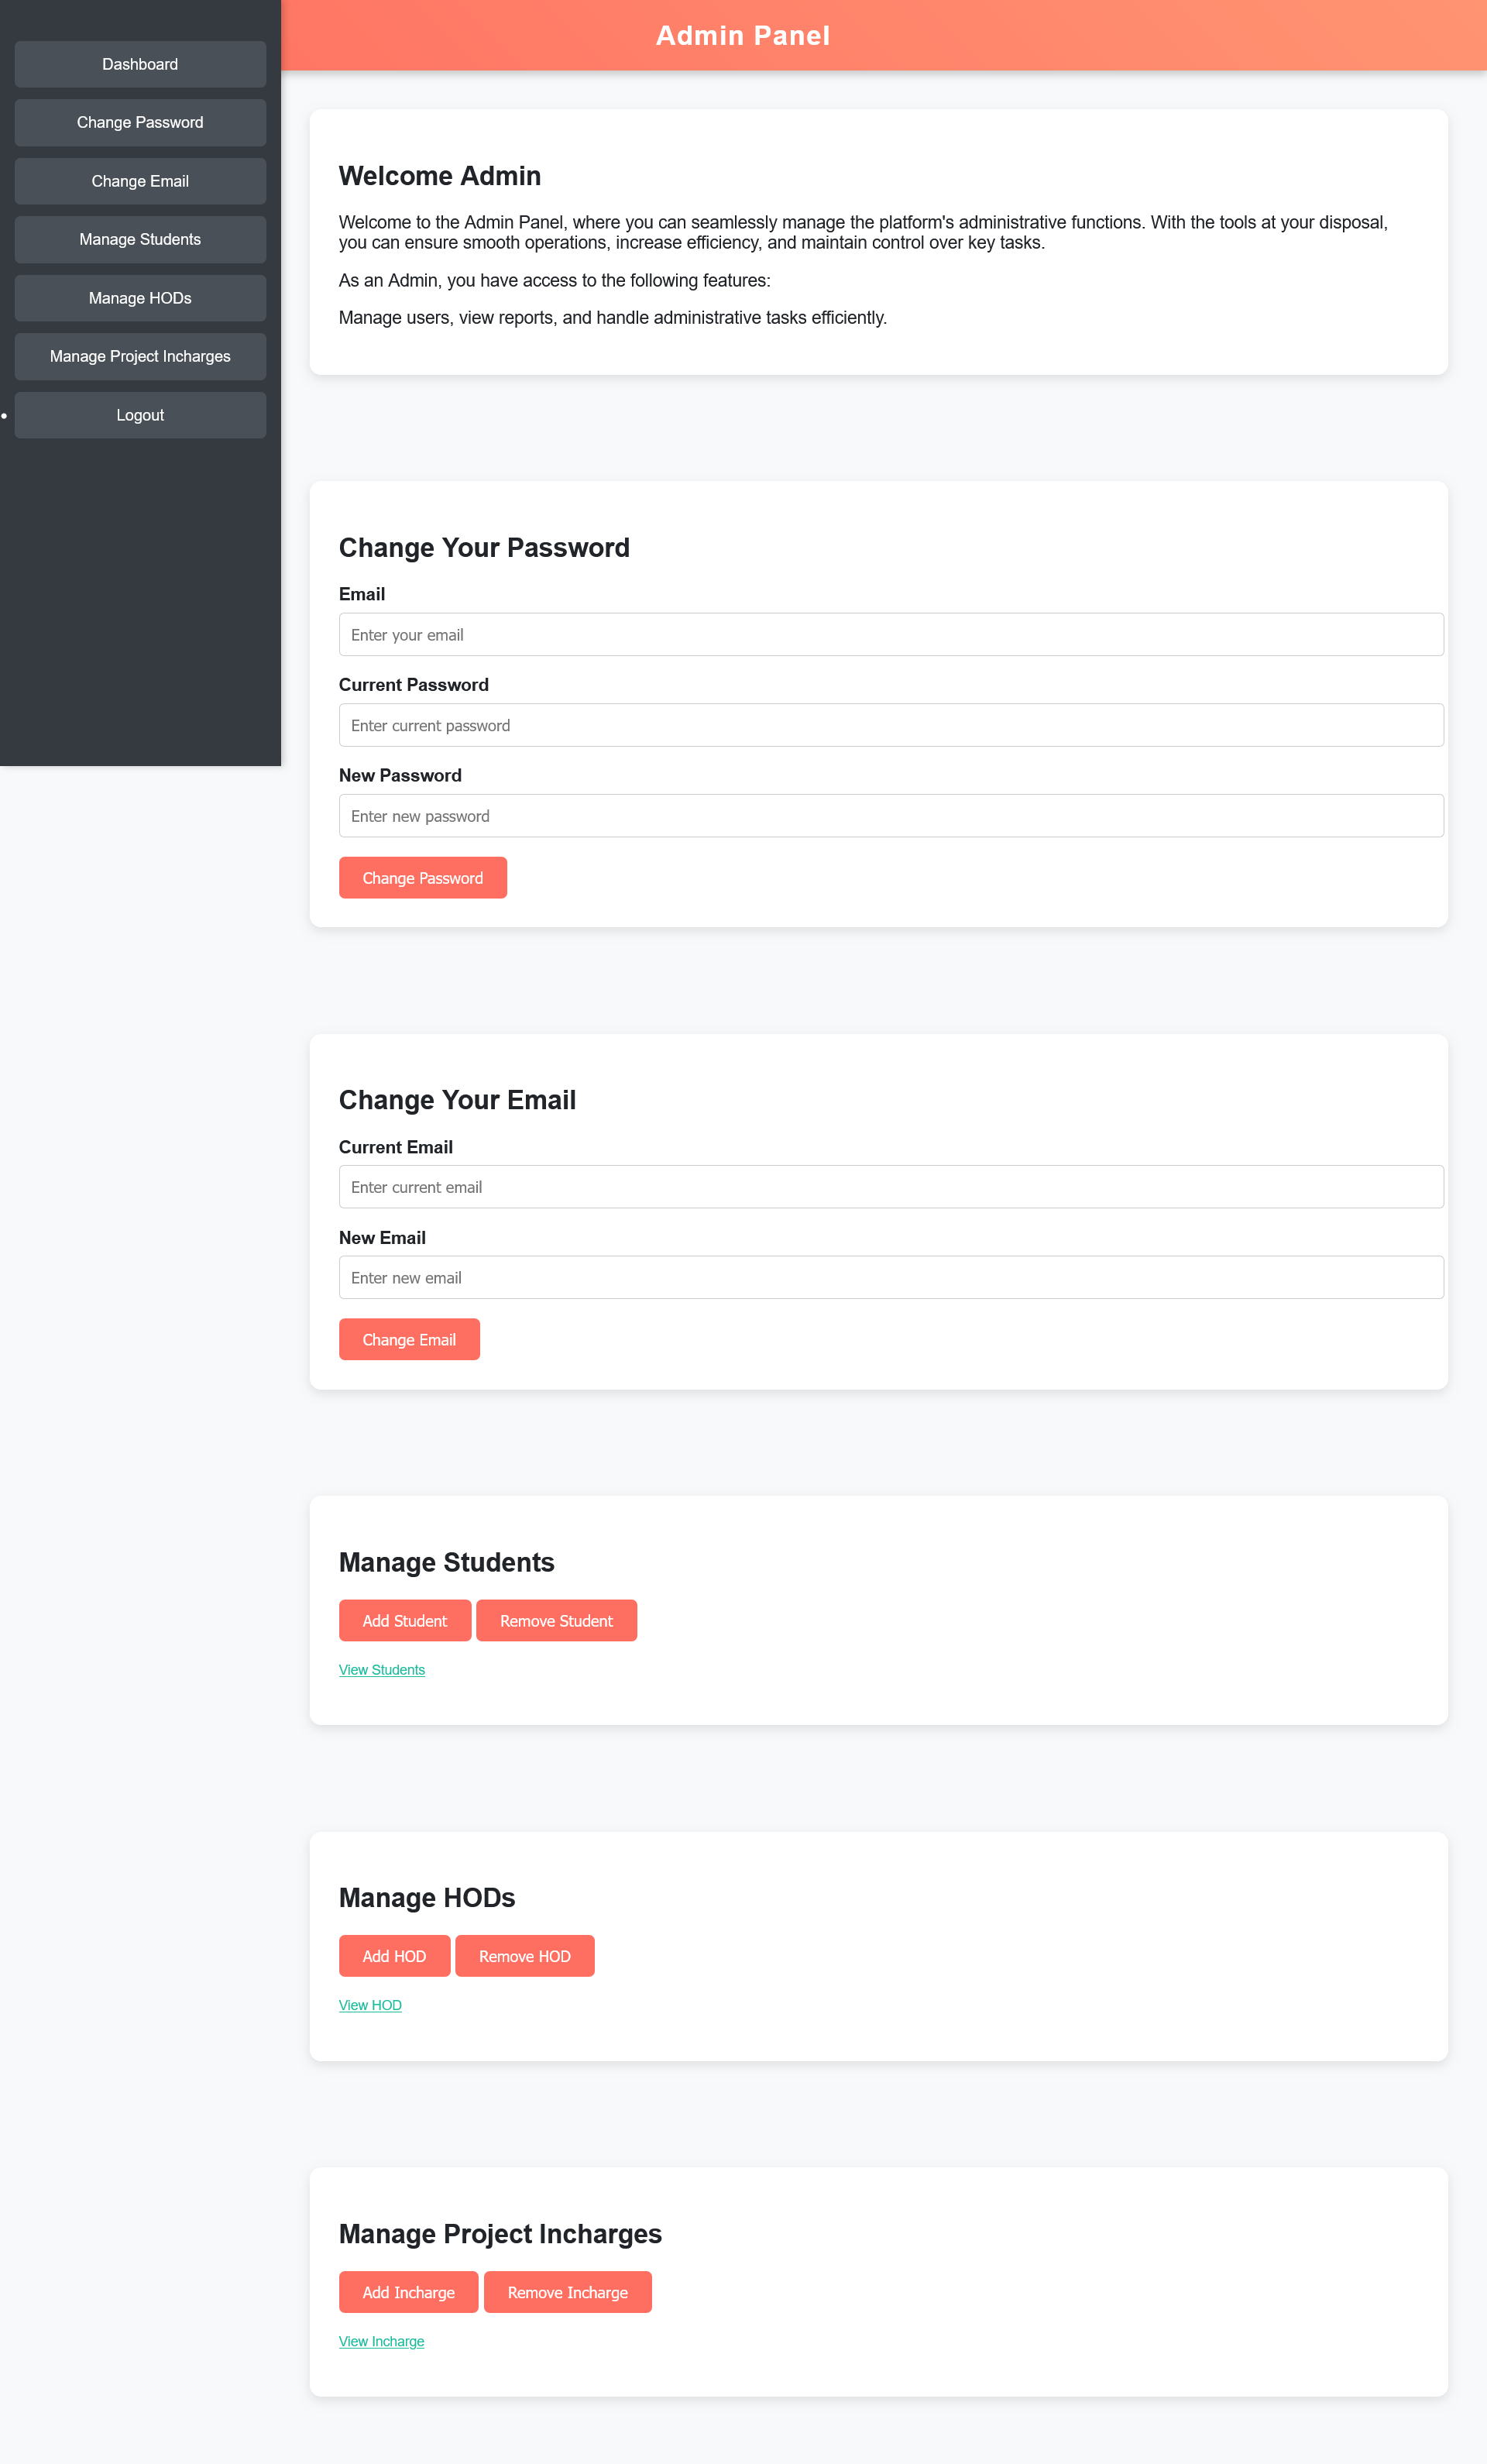 Admin Panel
Dashboard
Change Password
Change Email
Manage Students
Manage HODs
Manage Project Incharges
Logout
Welcome Admin
Welcome to the Admin Panel, where you can seamlessly manage the platform's administrative functions. With the tools at your disposal,
you can ensure smooth operations, increase efficiency, and maintain control over key tasks.
As an Admin, you have access to the following features:
Manage users, view reports, and handle administrative tasks efficiently.
Change Your Password
Email
Enter your email
Current Password
Enter current password
New Password
Enter new password
Change Password
Change Your Email
Current Email
Enter current email
New Email
Enter new email
Change Email
Manage Students
Add Student Remove Student
View Students
Manage HODs
Add HOD Remove HOD
View HOD
Manage Project Incharges
Add Incharge Remove Incharge
View Incharge